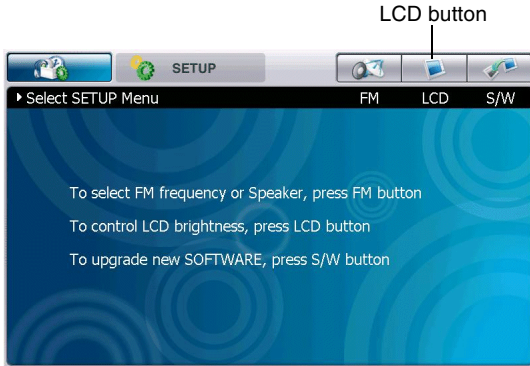 LCD button
SETUP
Select SETUP Menu FM LCD S/W
To select FM frequency or Speaker, press FM button
To control LCD brightness, press LCD button
To upgrade new SOFTWARE, press S/W button